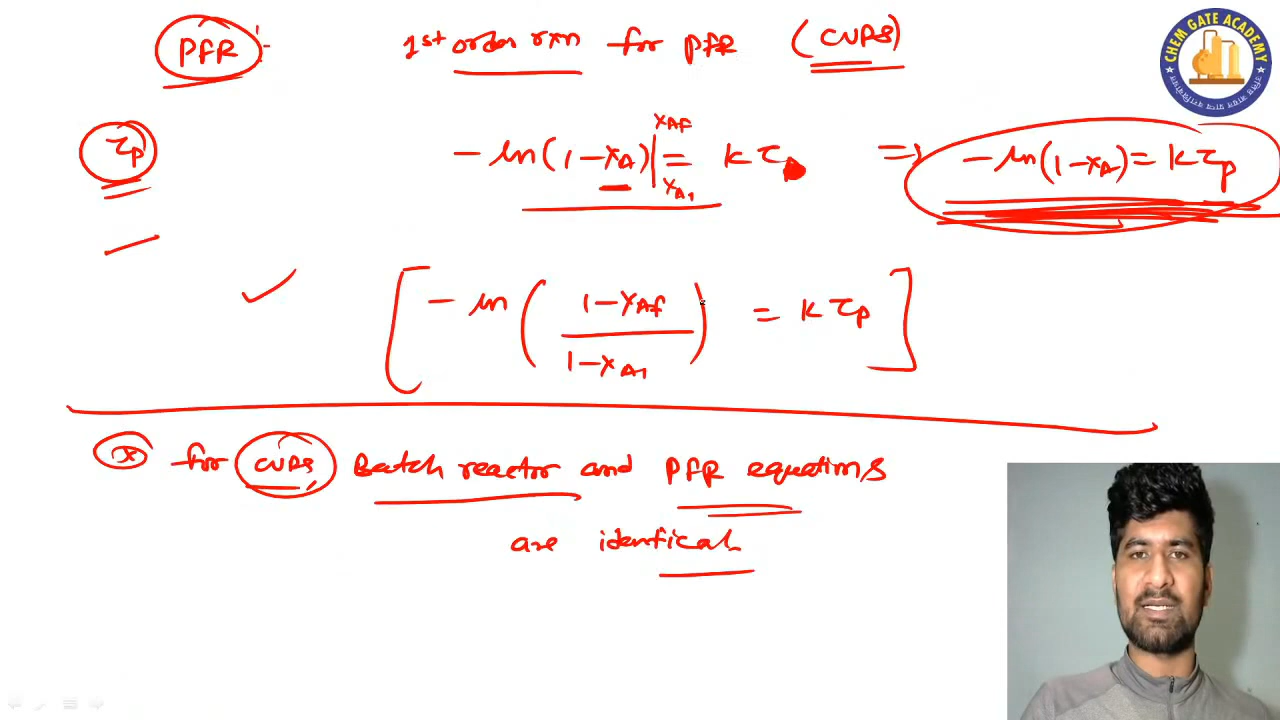 PFR :-
1st order rxn for PFR (CVRS)
CHEM GATE ACADEMY
τp
-ln(1-XA)|XAf XA1 = kτp => -ln(1-XA) = kτp
[-ln(1-XAf / 1-XA1) = kτp]
* for CVRS Batch reactor and PFR equations
are identical